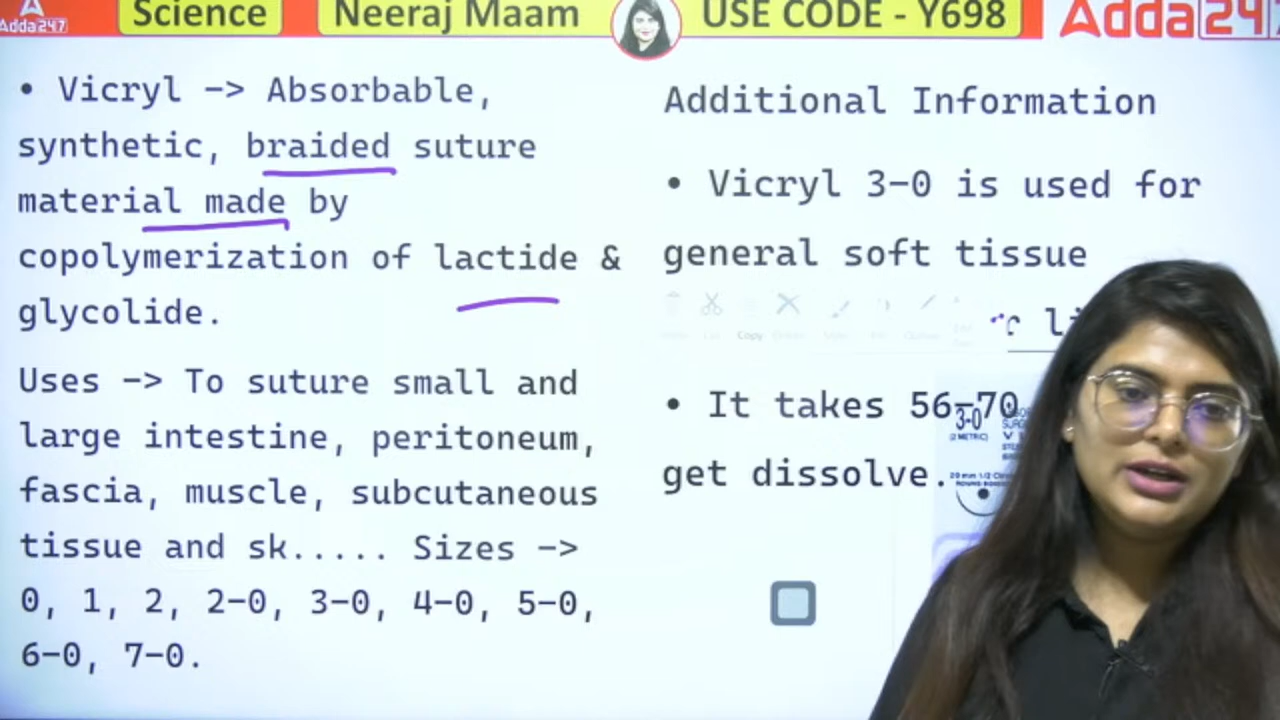 Adda247
Science
Neeraj Maam
USE CODE - Y698
Adda247
• Vicryl -> Absorbable,
synthetic, braided suture
material made by
copolymerization of lactide &
glycolide.
Uses -> To suture small and
large intestine, peritoneum,
fascia, muscle, subcutaneous
tissue and sk..... Sizes ->
0, 1, 2, 2-0, 3-0, 4-0, 5-0,
6-0, 7-0.
Additional Information
• Vicryl 3-0 is used for
general soft tissue
Copy
• It takes 56-70
get dissolve.
3-0
(2 METRIC)